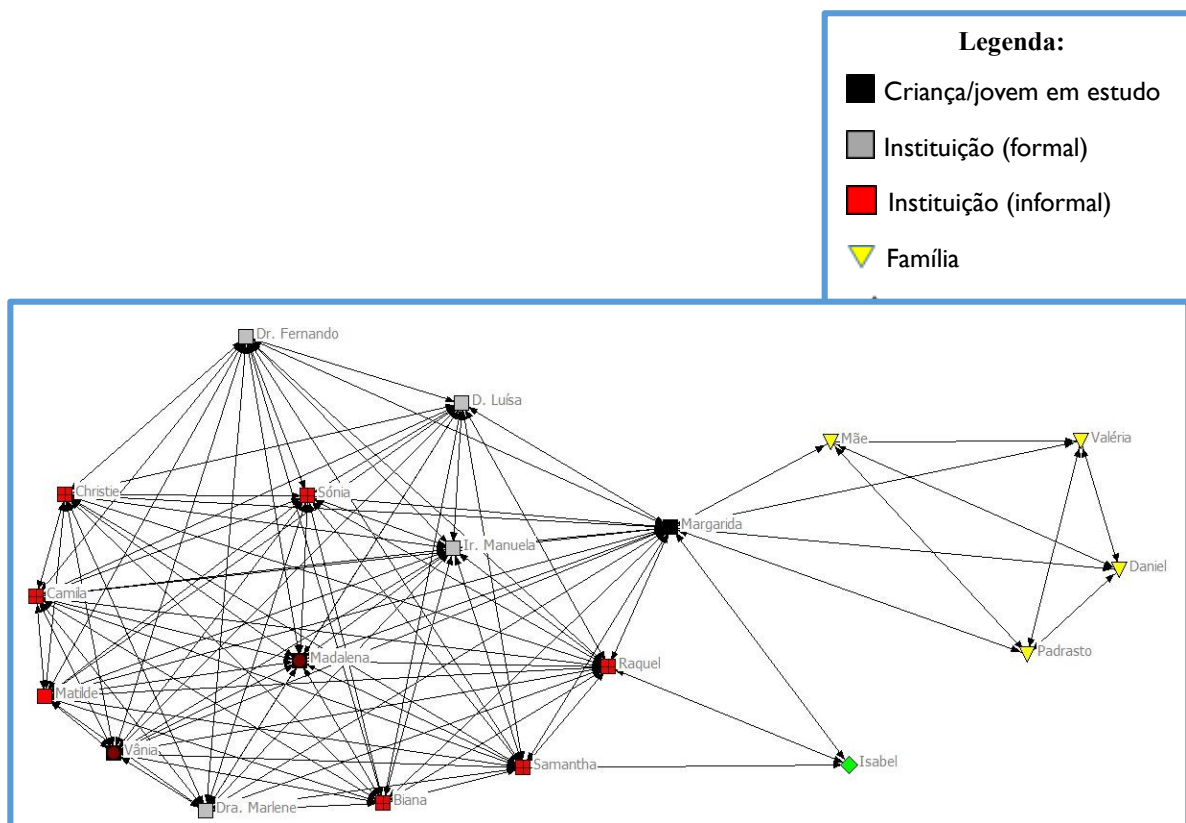 Legenda:
Criança/jovem em estudo
Instituição (formal)
Instituição (informal)
Família
Dr. Fernando
D. Luísa
Mãe
Valéria
Christie
Sónia
Margarida
Ir. Manuela
Daniel
Camila
Madalena
Raquel
Padrasto
Matilde
Vânia
Samantha
Isabel
Biana
Dra. Marlene